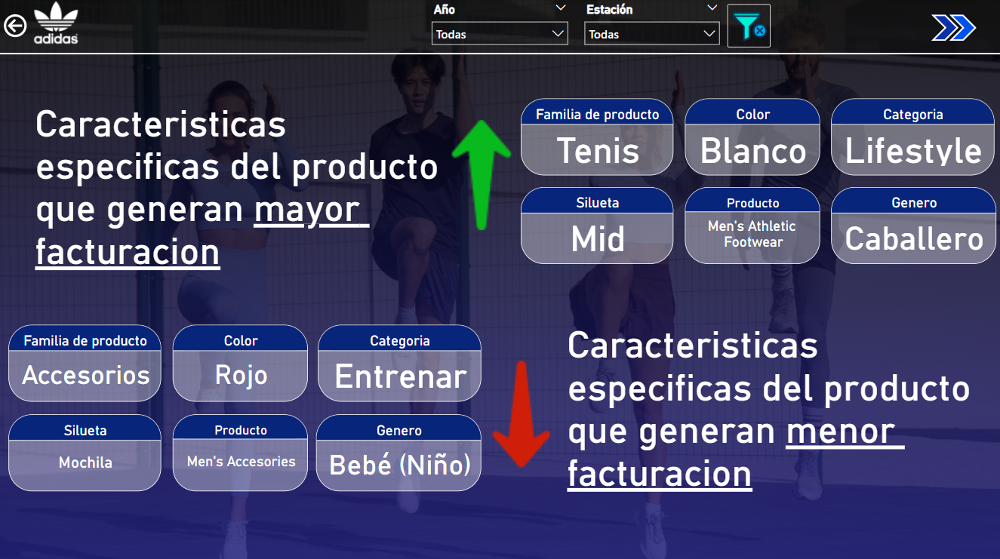 adidas
Año
Todas
Estación
Todas
Caracteristicas
especificas del producto
que generan mayor
facturacion
Familia de producto
Tenis
Color
Blanco
Categoria
Lifestyle
Silueta
Mid
Producto
Men's Athletic
Footwear
Genero
Caballero
Familia de producto
Accesorios
Color
Rojo
Categoria
Entrenar
Silueta
Mochila
Producto
Men's Accesories
Genero
Bebé (Niño)
Caracteristicas
especificas del producto
que generan menor
facturacion